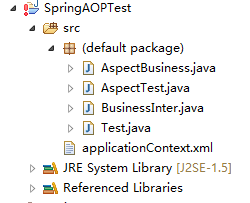 SpringAOPTest
src
(default package)
AspectBusiness.java
AspectTest.java
BusinessInter.java
Test.java
applicationContext.xml
JRE System Library [J2SE-1.5]
Referenced Libraries